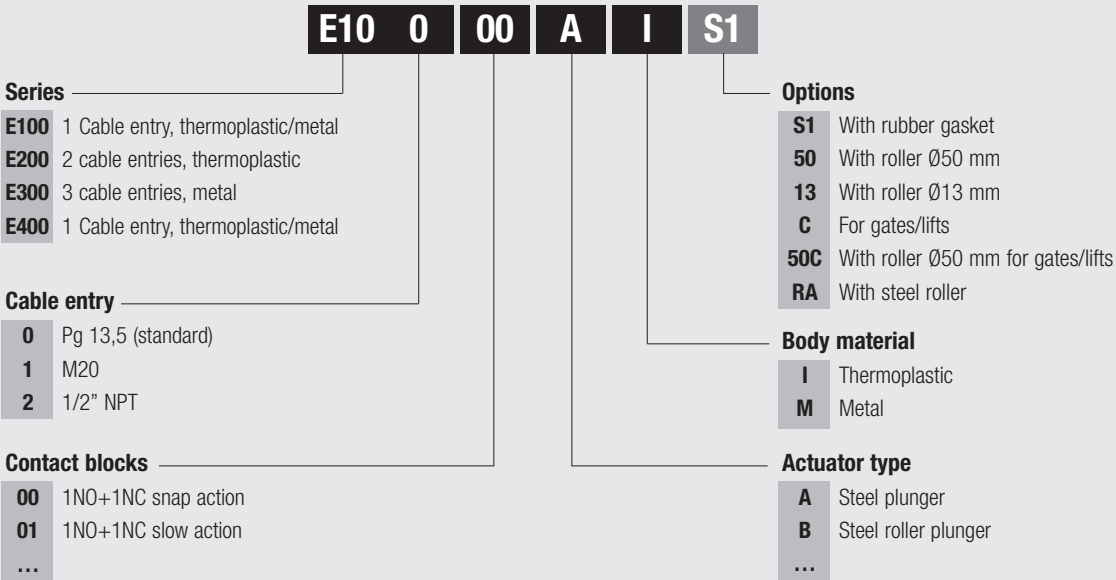 E10 0 00 A I S1
Series
E100 1 Cable entry, thermoplastic/metal
E200 2 cable entries, thermoplastic
E300 3 cable entries, metal
E400 1 Cable entry, thermoplastic/metal
Cable entry
0 Pg 13,5 (standard)
1 M20
2 1/2” NPT
Contact blocks
00 1NO+1NC snap action
01 1NO+1NC slow action
...
Options
S1 With rubber gasket
50 With roller Ø50 mm
13 With roller Ø13 mm
C For gates/lifts
50C With roller Ø50 mm for gates/lifts
RA With steel roller
Body material
I Thermoplastic
M Metal
Actuator type
A Steel plunger
B Steel roller plunger
...